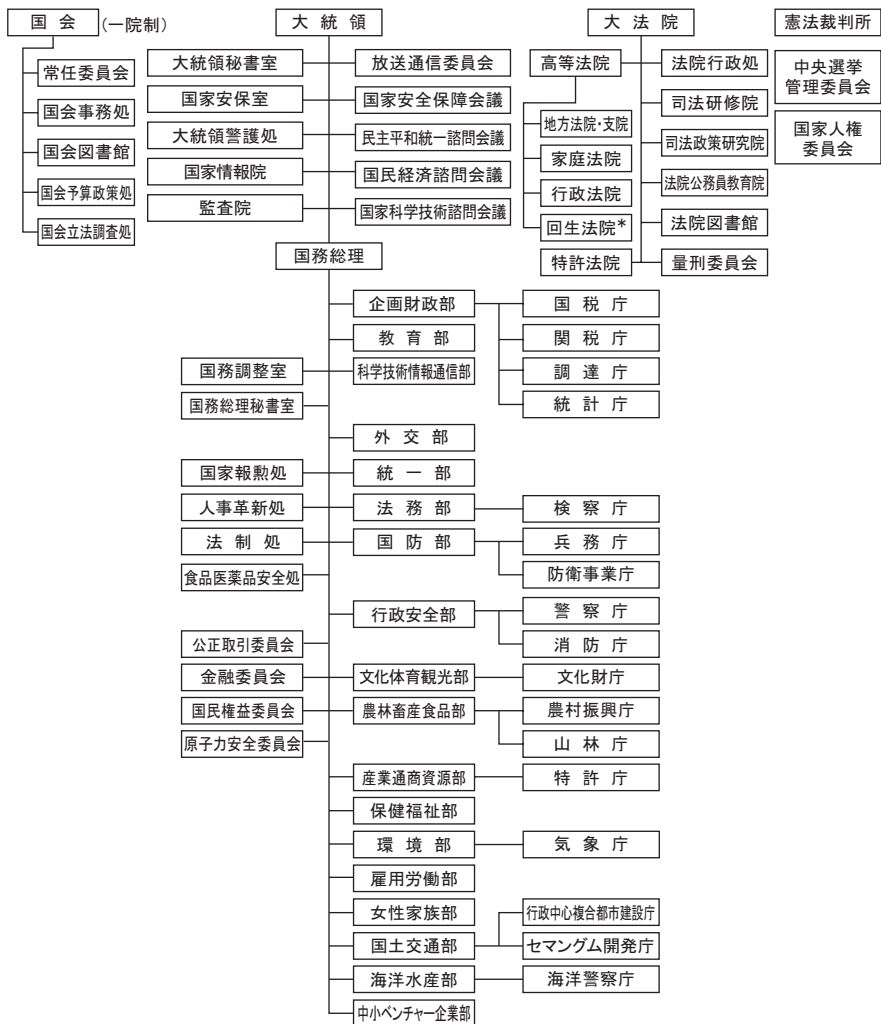 国会 (一院制)
常任委員会
国会事務処
国会図書館
国会予算政策処
国会立法調査処
大統領
大統領秘書室
放送通信委員会
国家安保室
国家安全保障会議
大統領警護処
民主平和統一諮問会議
国家情報院
国民経済諮問会議
監査院
国家科学技術諮問会議
国務総理
大法院
高等法院
地方法院・支院
家庭法院
行政法院
回生法院*
特許法院
法院行政処
司法研修院
司法政策研究院
法院公務員教育院
法院図書館
量刑委員会
憲法裁判所
中央選挙
管理委員会
国家人権
委員会
企画財政部
国税庁
関税庁
調達庁
統計庁
教育部
国務調整室
科学技術情報通信部
国務総理秘書室
外交部
国家報勲処
統一部
人事革新処
法務部
検察庁
法制処
国防部
兵務庁
防衛事業庁
食品医薬品安全処
行政安全部
警察庁
消防庁
公正取引委員会
金融委員会
文化体育観光部
文化財庁
国民権益委員会
農林畜産食品部
農村振興庁
山林庁
原子力安全委員会
産業通商資源部
特許庁
保健福祉部
環境部
気象庁
雇用労働部
女性家族部
国土交通部
行政中心複合都市建設庁
セマングム開発庁
海洋水産部
海洋警察庁
中小ベンチャー企業部